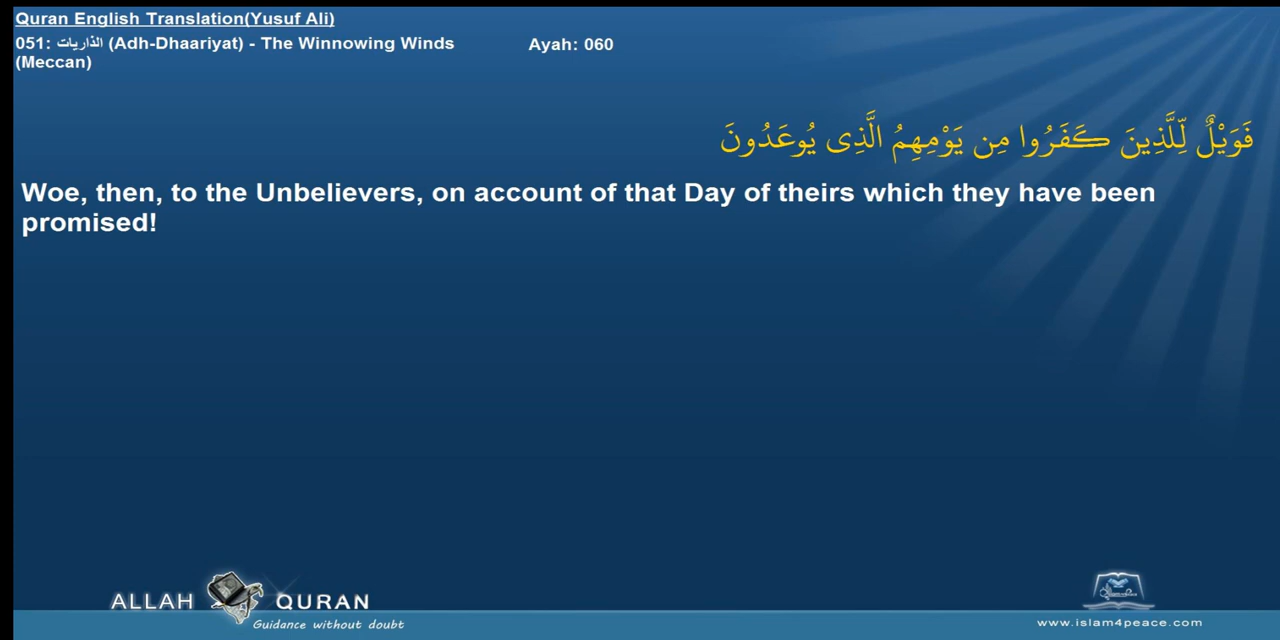 Quran English Translation(Yusuf Ali)
051: الذاريات (Adh-Dhaariyat) - The Winnowing Winds
(Meccan)
Ayah: 060
فَوَيْلٌ لِّلَّذِينَ كَفَرُوا مِن يَوْمِهِمُ الَّذِى يُوعَدُونَ
Woe, then, to the Unbelievers, on account of that Day of theirs which they have been
promised!
ALLAH QURAN
Guidance without doubt
www.islam4peace.com